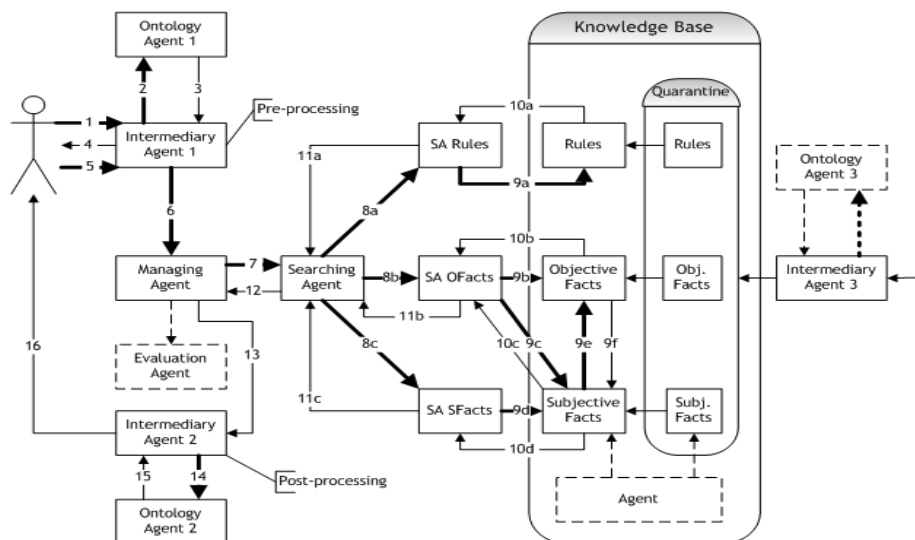 Ontology
Agent 1
Knowledge Base
2
3
Quarantine
Pre-processing
10a
1
4
5
Intermediary
Agent 1
SA Rules
Rules
Rules
11a
9a
Ontology
Agent 3
6
8a
10b
7
Managing
Agent
Searching
Agent
8b
SA OFacts
9b
Objective
Facts
Obj.
Facts
Intermediary
Agent 3
12
11b
16
13
8c
10c
9c
9e
9f
Evaluation
Agent
11c
SA SFacts
9d
Subjective
Facts
Subj.
Facts
Intermediary
Agent 2
10d
15
14
Post-processing
Agent
Ontology
Agent 2